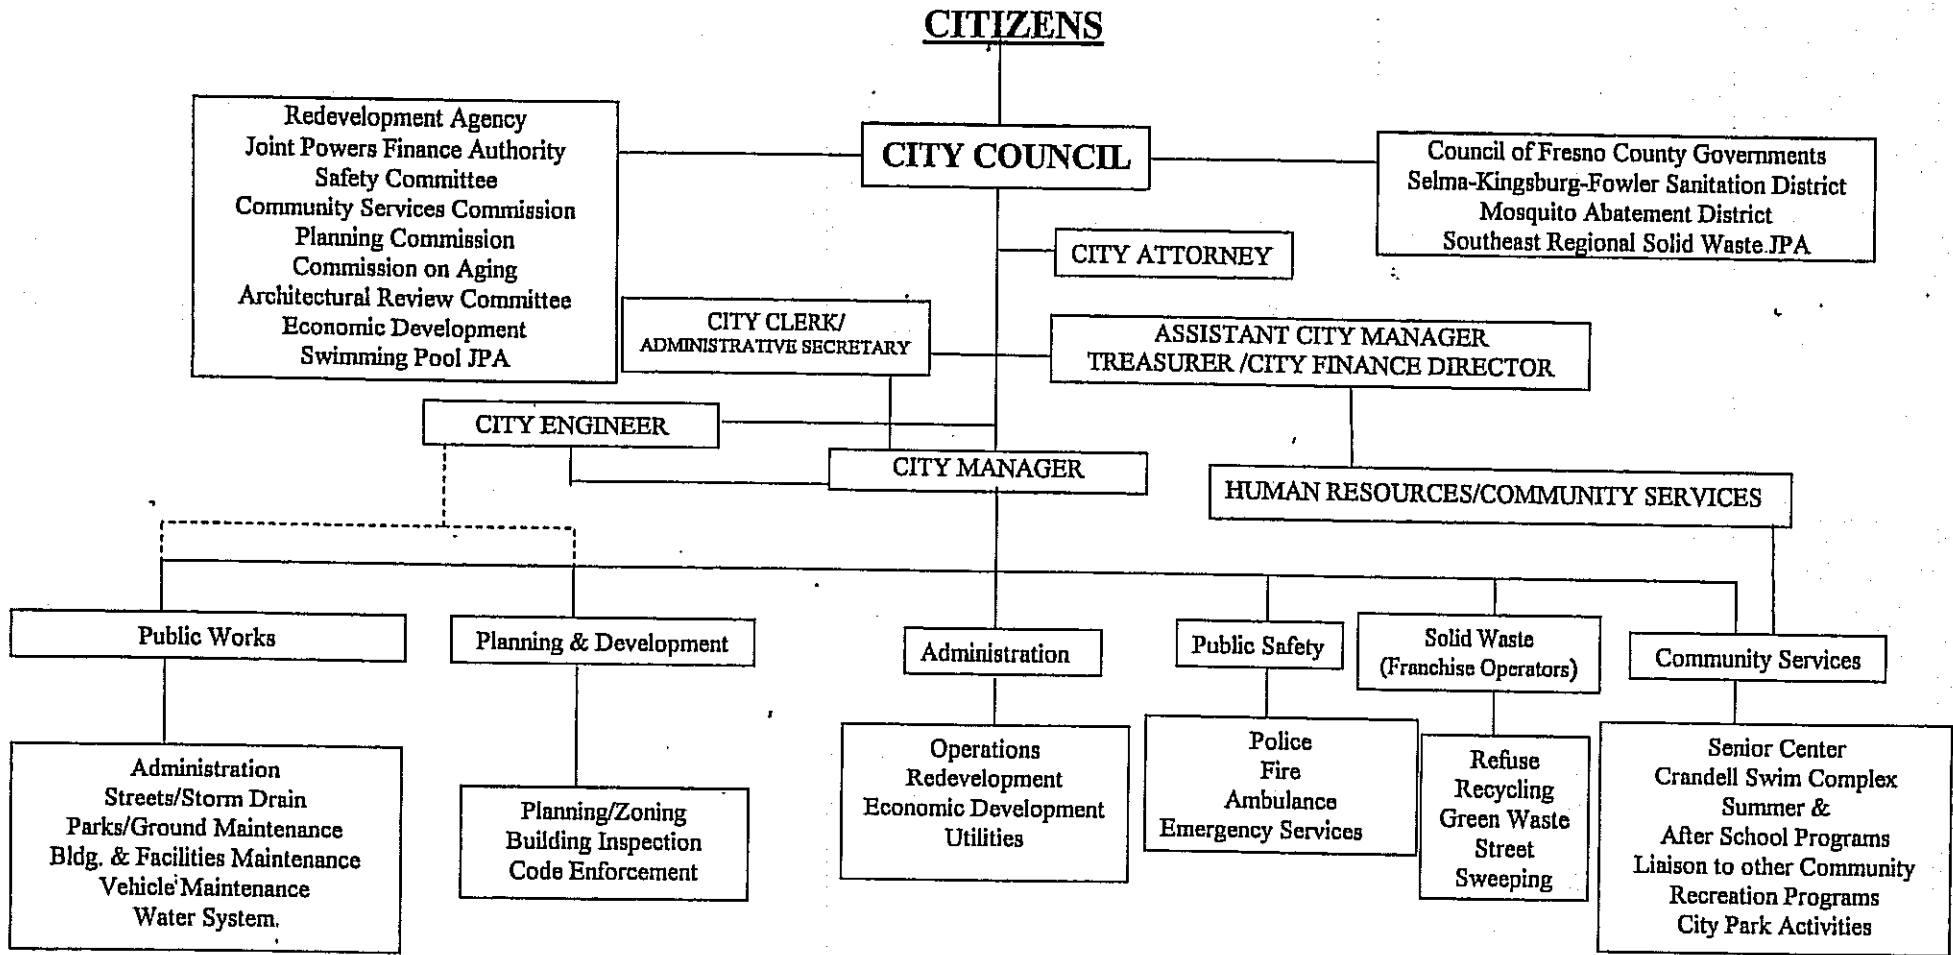 CITIZENS
Redevelopment Agency
Joint Powers Finance Authority
Safety Committee
Community Services Commission
Planning Commission
Commission on Aging
Architectural Review Committee
Economic Development
Swimming Pool JPA
CITY COUNCIL
Council of Fresno County Governments
Selma-Kingsburg-Fowler Sanitation District
Mosquito Abatement District
Southeast Regional Solid Waste JPA
CITY ATTORNEY
CITY CLERK/
ADMINISTRATIVE SECRETARY
ASSISTANT CITY MANAGER
TREASURER /CITY FINANCE DIRECTOR
CITY ENGINEER
CITY MANAGER
HUMAN RESOURCES/COMMUNITY SERVICES
Public Works
Planning & Development
Administration
Public Safety
Solid Waste
(Franchise Operators)
Community Services
Administration
Streets/Storm Drain
Parks/Ground Maintenance
Bldg. & Facilities Maintenance
Vehicle Maintenance
Water System
Planning/Zoning
Building Inspection
Code Enforcement
Operations
Redevelopment
Economic Development
Utilities
Police
Fire
Ambulance
Emergency Services
Refuse
Recycling
Green Waste
Street
Sweeping
Senior Center
Crandell Swim Complex
Summer &
After School Programs
Liaison to other Community
Recreation Programs
City Park Activities